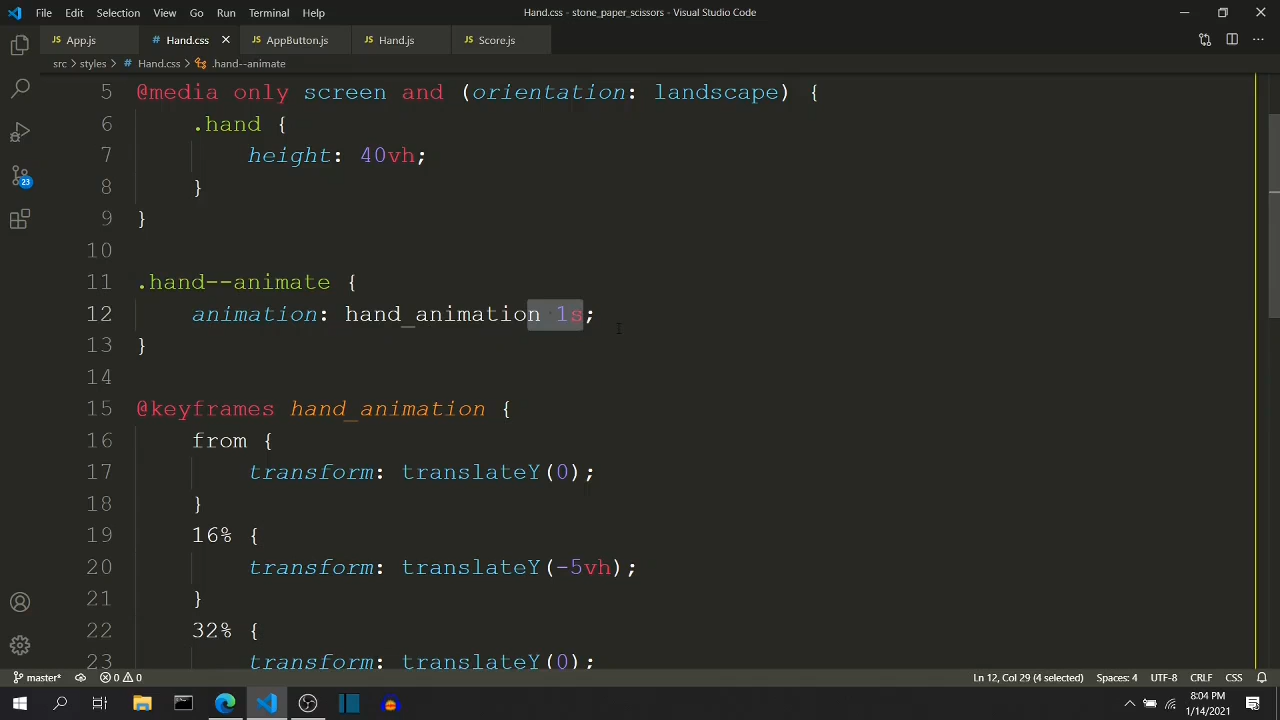 File Edit Selection View Go Run Terminal Help Hand.css - stone_paper_scissors - Visual Studio Code
App.js Hand.css AppButton.js Hand.js Score.js
src > styles > Hand.css > .hand--animate
5 @media only screen and (orientation: landscape) {
6 .hand {
7 height: 40vh;
8 }
9 }
10
11 .hand--animate {
12 animation: hand_animation 1s;
13 }
14
15 @keyframes hand_animation {
16 from {
17 transform: translateY(0);
18 }
19 16% {
20 transform: translateY(-5vh);
21 }
22 32% {
23 transform: translateY(0);
23
master* 0 0 Ln 12, Col 29 (4 selected) Spaces: 4 UTF-8 CRLF CSS
8:04 PM
1/14/2021